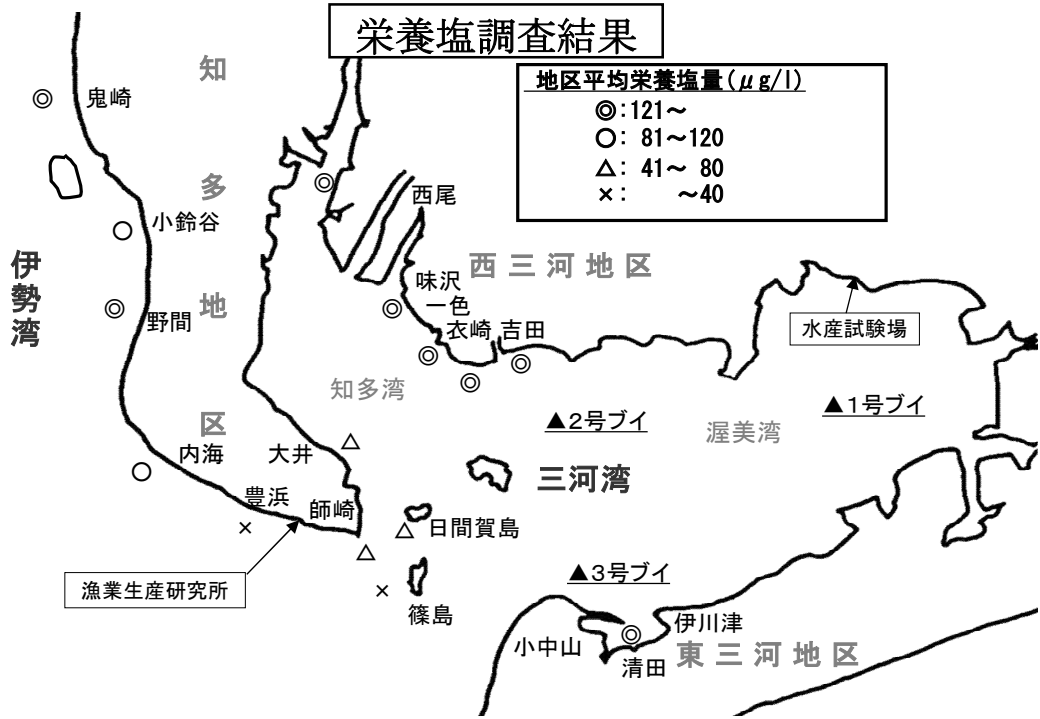 栄養塩調査結果
地区平均栄養塩量(μg/l)
◎:121～
○: 81～120
△: 41～ 80
×: ～40
知多地区
鬼崎
小鈴谷
伊勢湾
野間
内海
豊浜
師崎
大井
漁業生産研究所
西尾
西三河地区
味沢
一色
衣崎 吉田
水産試験場
知多湾
▲2号ブイ
▲1号ブイ
渥美湾
三河湾
日間賀島
篠島
▲3号ブイ
伊川津
小中山
清田
東三河地区